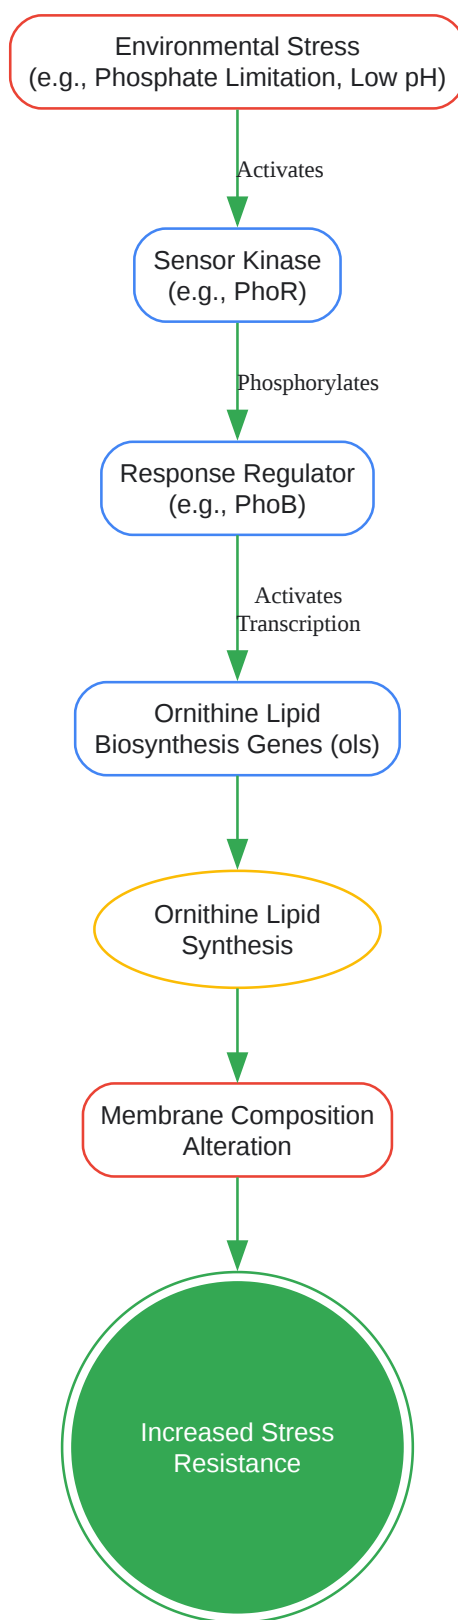 Environmental Stress
(e.g., Phosphate Limitation, Low pH)
Activates
Sensor Kinase
(e.g., PhoR)
Phosphorylates
Response Regulator
(e.g., PhoB)
Activates
Transcription
Ornithine Lipid
Biosynthesis Genes (ols)
Ornithine Lipid
Synthesis
Membrane Composition
Alteration
Increased Stress
Resistance